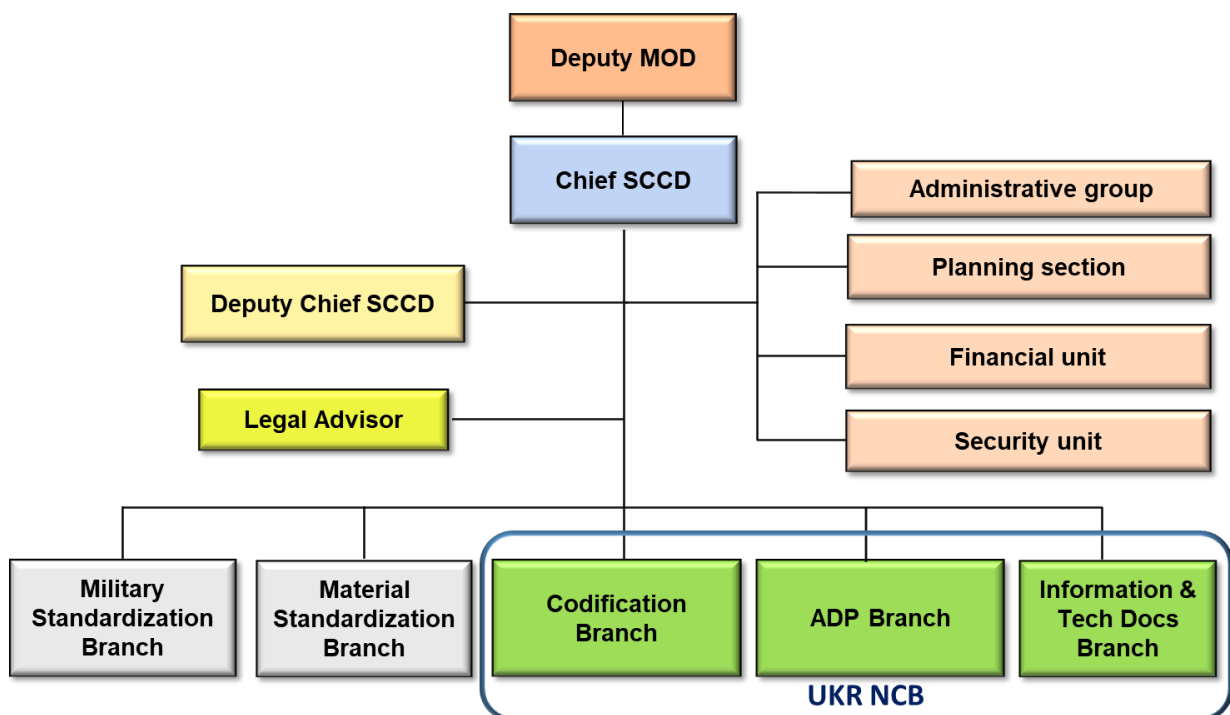 Deputy MOD
Chief SCCD
Administrative group
Planning section
Deputy Chief SCCD
Financial unit
Legal Advisor
Security unit
Military
Standardization
Branch
Material
Standardization
Branch
Codification
Branch
ADP Branch
Information &
Tech Docs
Branch
UKR NCB